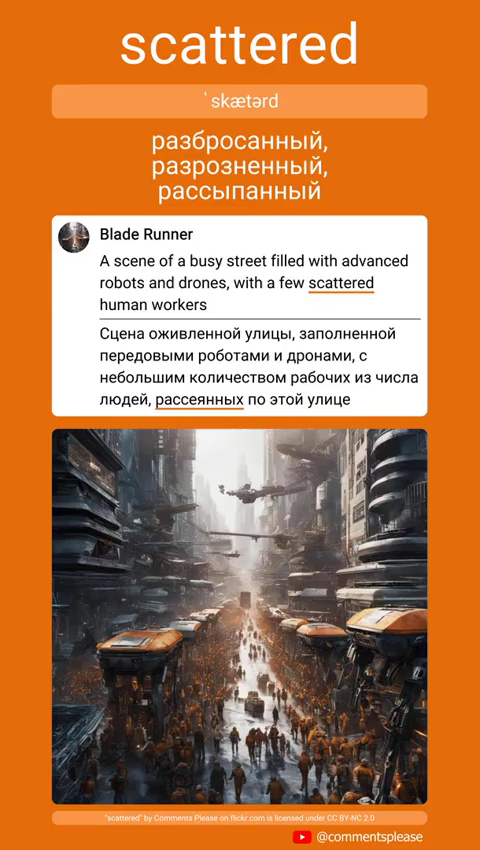 scattered
ˈskætərd
разбросанный,
разрозненный,
рассыпанный
Blade Runner
A scene of a busy street filled with advanced
robots and drones, with a few scattered
human workers
Сцена оживленной улицы, заполненной
передовыми роботами и дронами, с
небольшим количеством рабочих из числа
людей, рассеянных по этой улице
"scattered" by Comments Please on flickr.com is licensed under CC BY-NC 2.0
@commentsplease